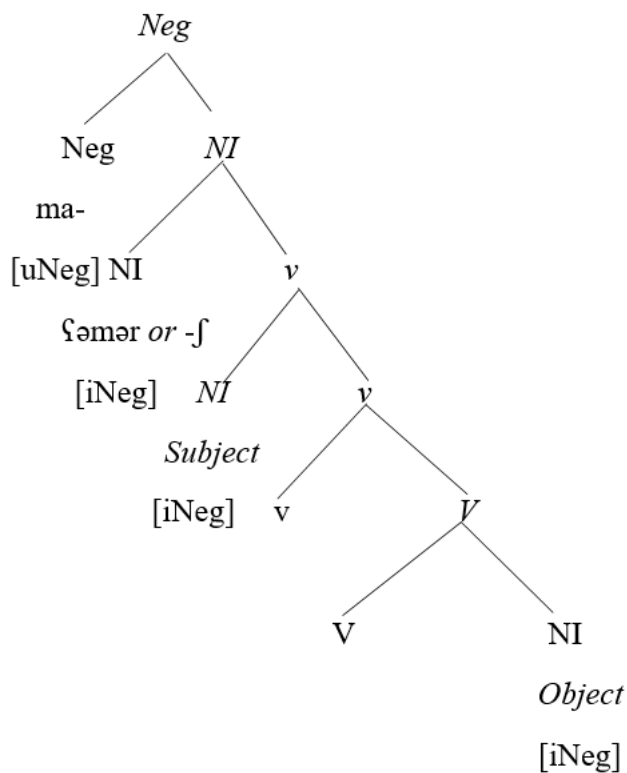 Neg
Neg NI
ma-
[uNeg] NI v
ʕəmər or -ʃ
[iNeg] NI v
Subject
[iNeg] v V
V NI
Object
[iNeg]